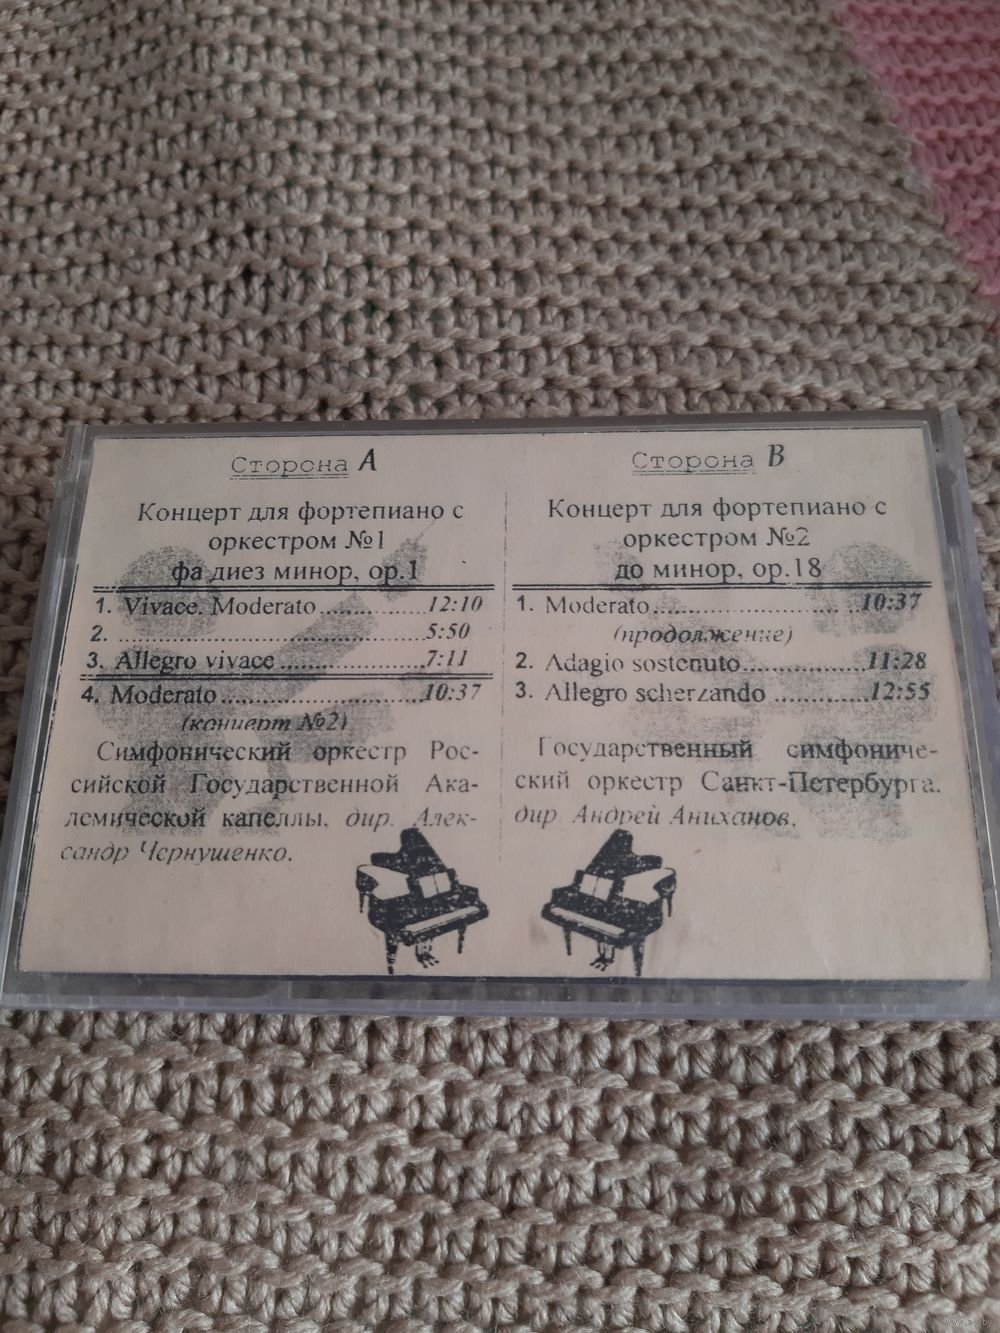 Сторона A
Концерт для фортепиано с
оркестром №1
фа диез минор, op.1
1. Vivace. Moderato..................12:10
2. ..........................................5:50
3. Allegro vivace ......................7:11
4. Moderato..............................10:37
(концерт №2)
Симфонический оркестр Рос-
сийской Государственной Ака-
демической капеллы, дир. Алек-
сандр Чернушенко.
Сторона B
Концерт для фортепиано с
оркестром №2
до минор, op.18
1. Moderato..............................10:37
(продолжение)
2. Adagio sostenuto.................11:28
3. Allegro scherzando .............12:55
Государственный симфониче-
ский оркестр Санкт-Петербурга.
дир Андрей Аниханов.